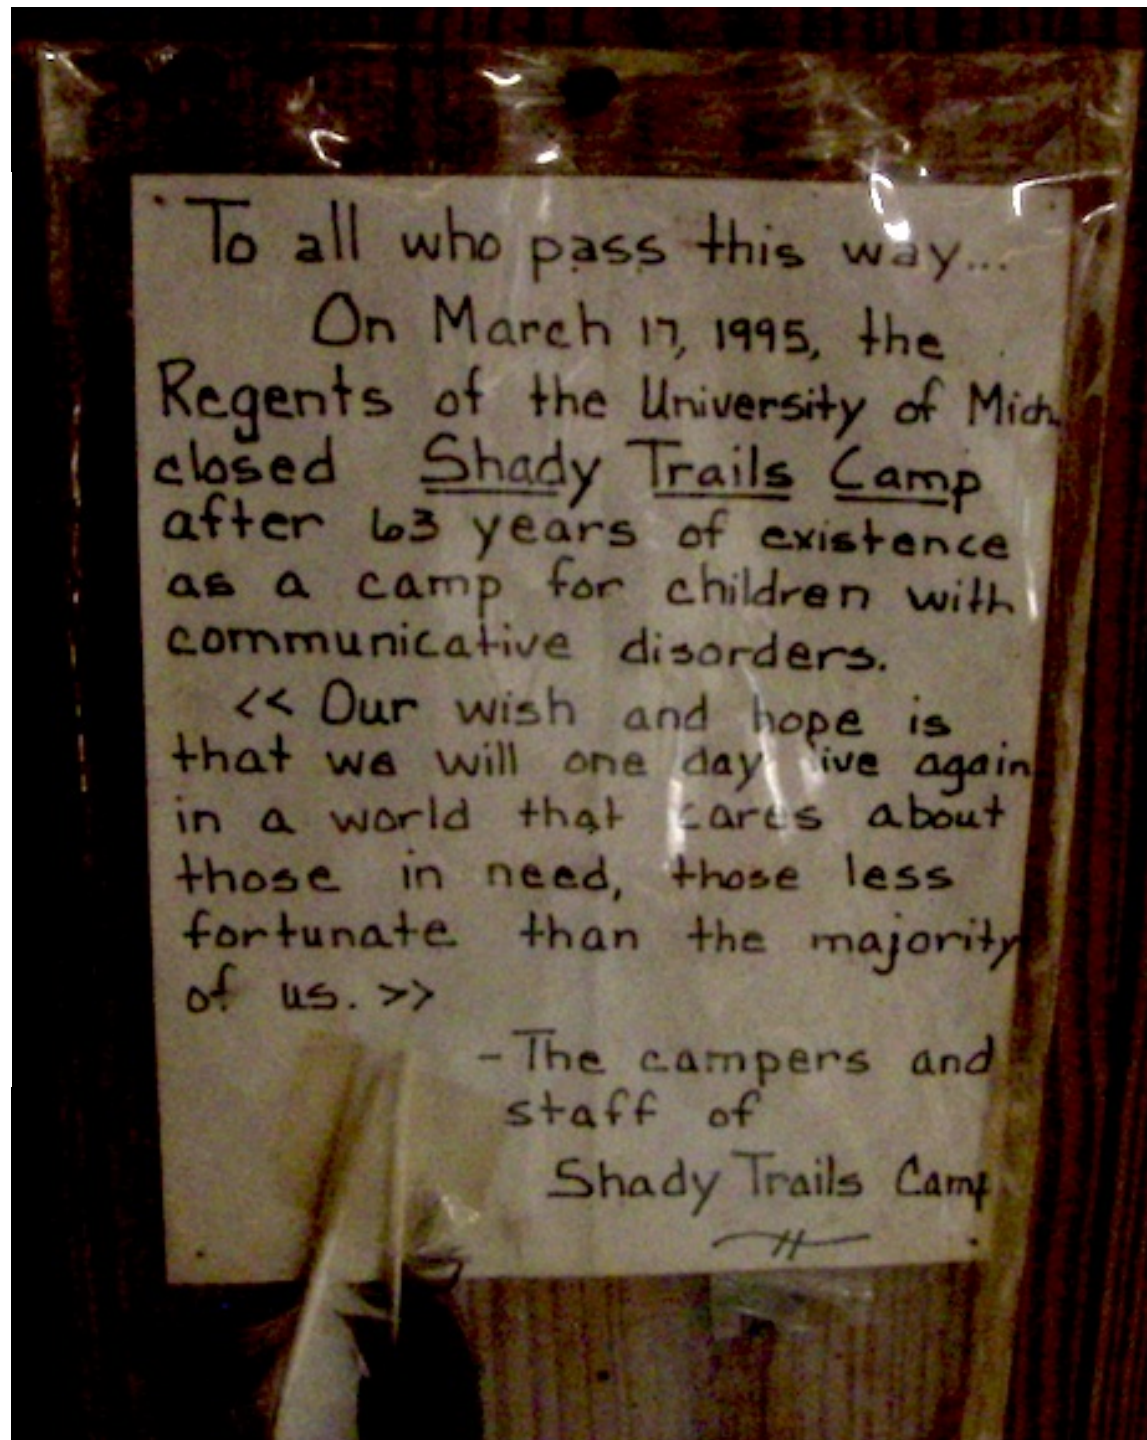 To all who pass this way...
On March 17, 1995, the
Regents of the University of Mich.
closed Shady Trails Camp
after 63 years of existence
as a camp for children with
communicative disorders.
<< Our wish and hope is
that we will one day live again
in a world that cares about
those in need, those less
fortunate than the majority
of us. >>
- The campers and
staff of
Shady Trails Camp